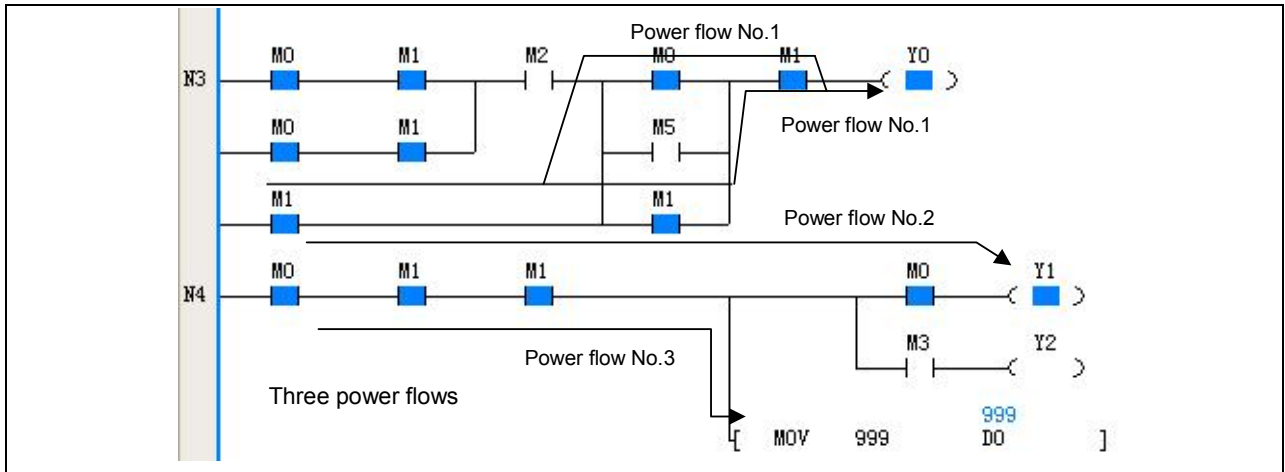 Power flow No.1
M0 M1 M2 M0 M1 Y0
N3
M0 M1 M5
Power flow No.1
M1 M1
Power flow No.2
M0 M1 M1 M0 Y1
N4
M3 Y2
Power flow No.3
Three power flows
999
MOV 999 D0